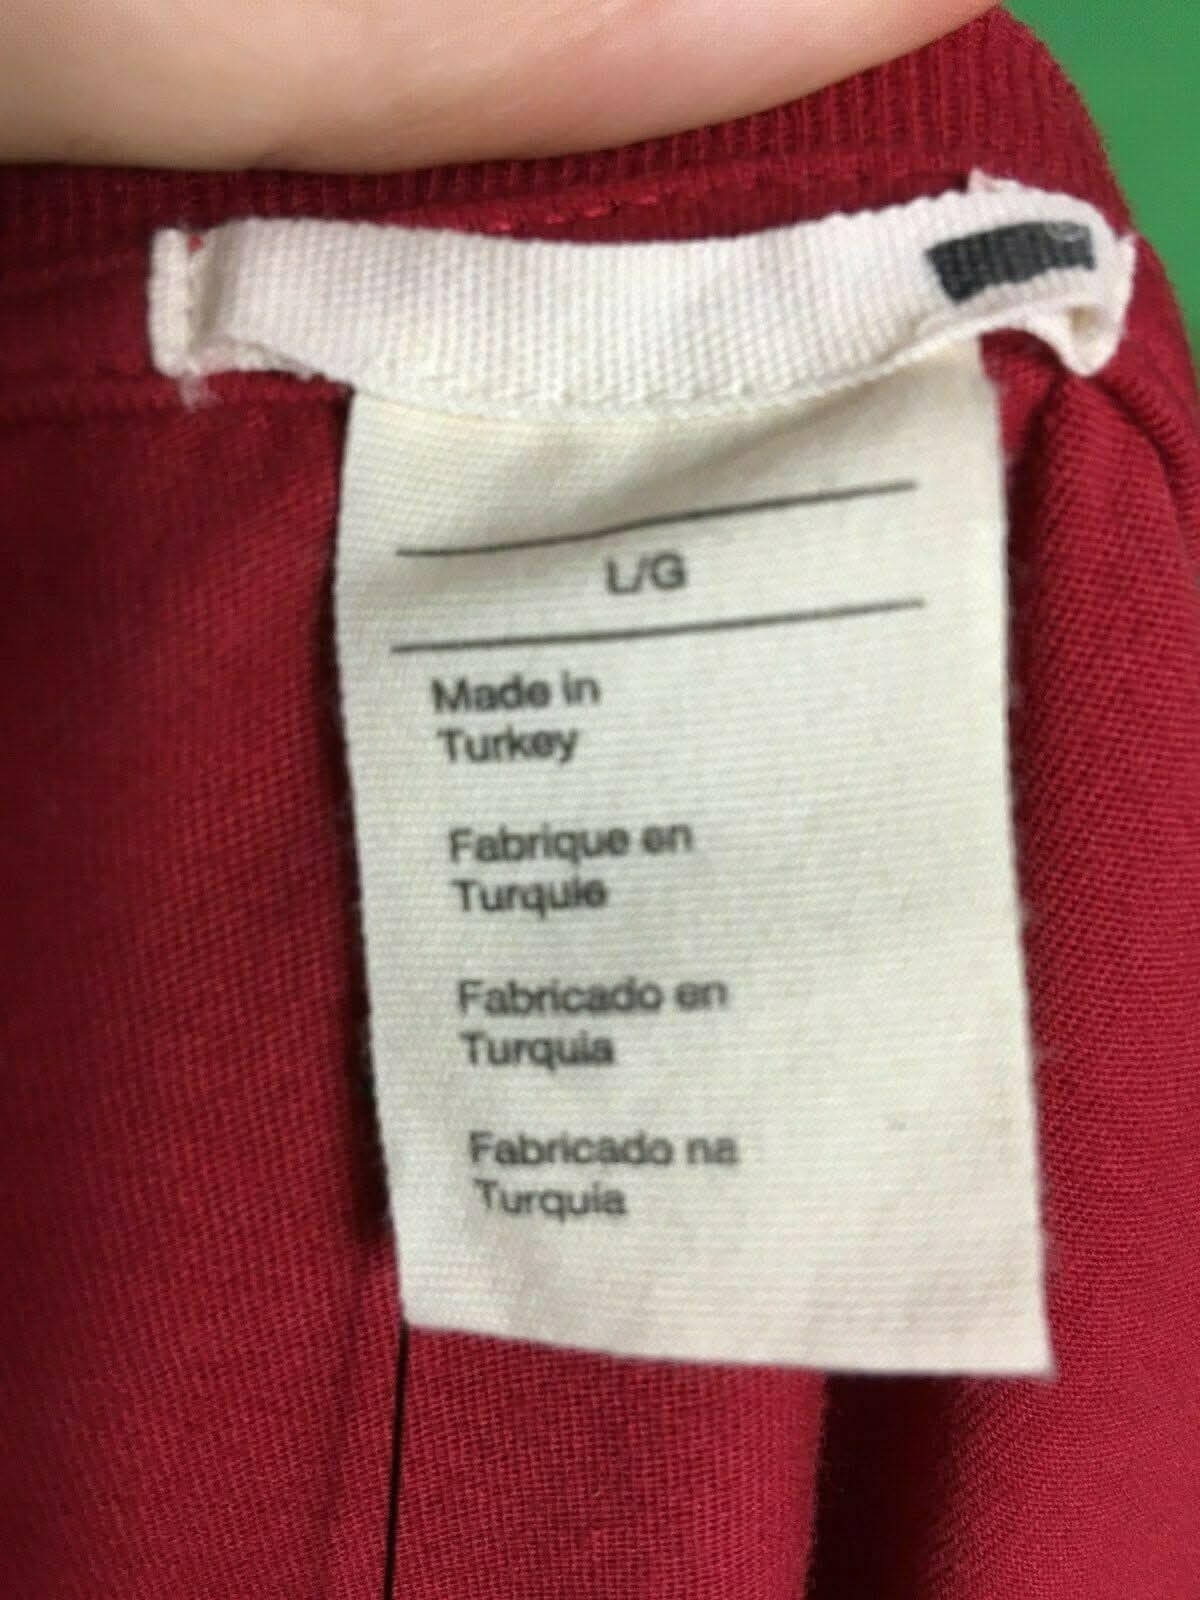 L/G
Made in
Turkey
Fabrique en
Turquie
Fabricado en
Turquia
Fabricado na
Turquia